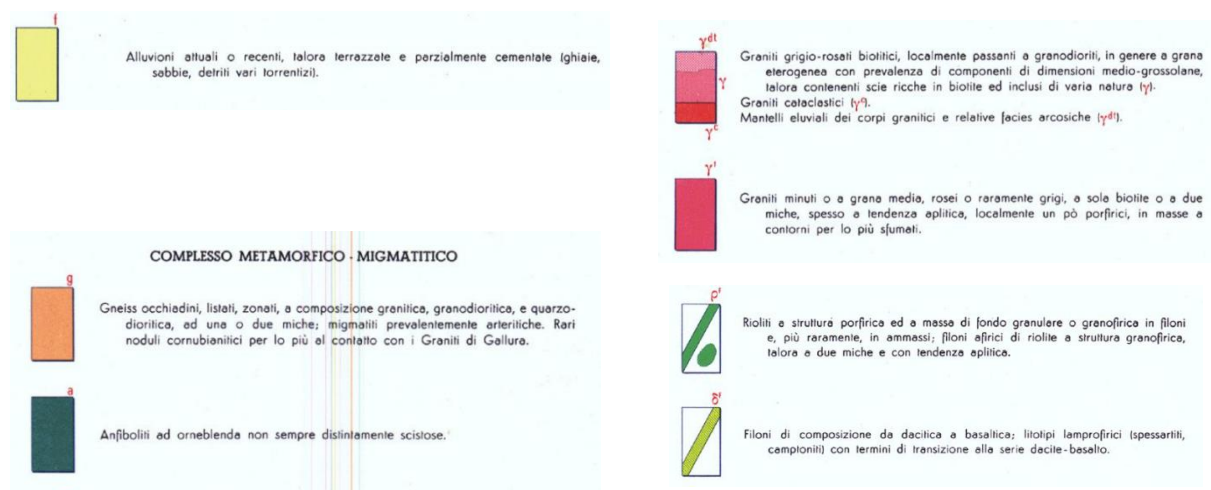 f
Alluvioni attuali o recenti, talora terrazzate e parzialmente cementate (ghiaie,
sabbie, detriti vari torrentizi).
COMPLESSO METAMORFICO - MIGMATITICO
g
Gneiss occhiadini, listati, zonati, a composizione granitica, granodioritica, e quarzo-
dioritica, ad una o due miche; migmatiti prevalentemente arteritiche. Rari
noduli cornubianitici per lo più al contatto con i Graniti di Gallura.
a
Anfiboliti ad orneblenda non sempre distintamente scistose.
γdt
Graniti grigio-rosati biotitici, localmente passanti a granodioriti, in genere a grana
eterogenea con prevalenza di componenti di dimensioni medio-grossolane,
γ
talora contenenti scie ricche in biotite ed inclusi di varia natura (γ).
Graniti cataclastici (γc).
Mantelli eluviali dei corpi granitici e relative facies arcosiche (γdt).
γc
γ'
Graniti minuti o a grana media, rosei o raramente grigi, a sola biotite o a due
miche, spesso a tendenza aplitica, localmente un pò porfirici, in masse a
contorni per lo più sfumati.
ρ'
Rioliti a struttura porfirica ed a massa di fondo granulare o granofirica in filoni
e, più raramente, in ammassi; filoni afirici di riolite a struttura granofirica,
talora a due miche e con tendenza aplitica.
δ'
Filoni di composizione da dacitica a basaltica; litotipi lamprofirici (spessartiti,
camptoniti) con termini di transizione alla serie dacite-basalto.